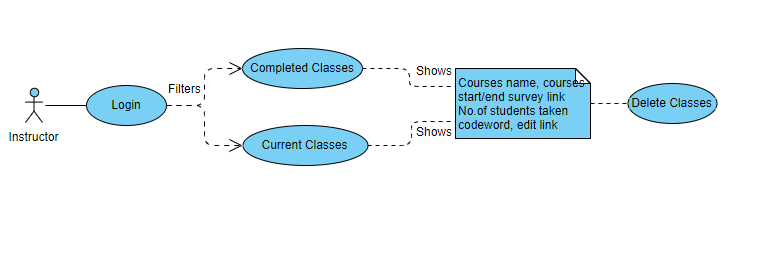 Instructor
Login
Filters
Completed Classes
Current Classes
Shows
Shows
Courses name, courses
start/end survey link
No.of students taken
codeword, edit link
Delete Classes